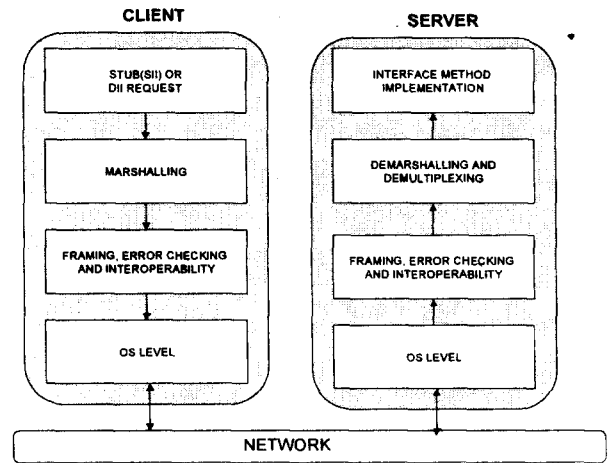 CLIENT
STUB(SII) OR
DII REQUEST
MARSHALLING
FRAMING, ERROR CHECKING
AND INTEROPERABILITY
OS LEVEL
SERVER
INTERFACE METHOD
IMPLEMENTATION
DEMARSHALLING AND
DEMULTIPLEXING
FRAMING, ERROR CHECKING
AND INTEROPERABILITY
OS LEVEL
NETWORK